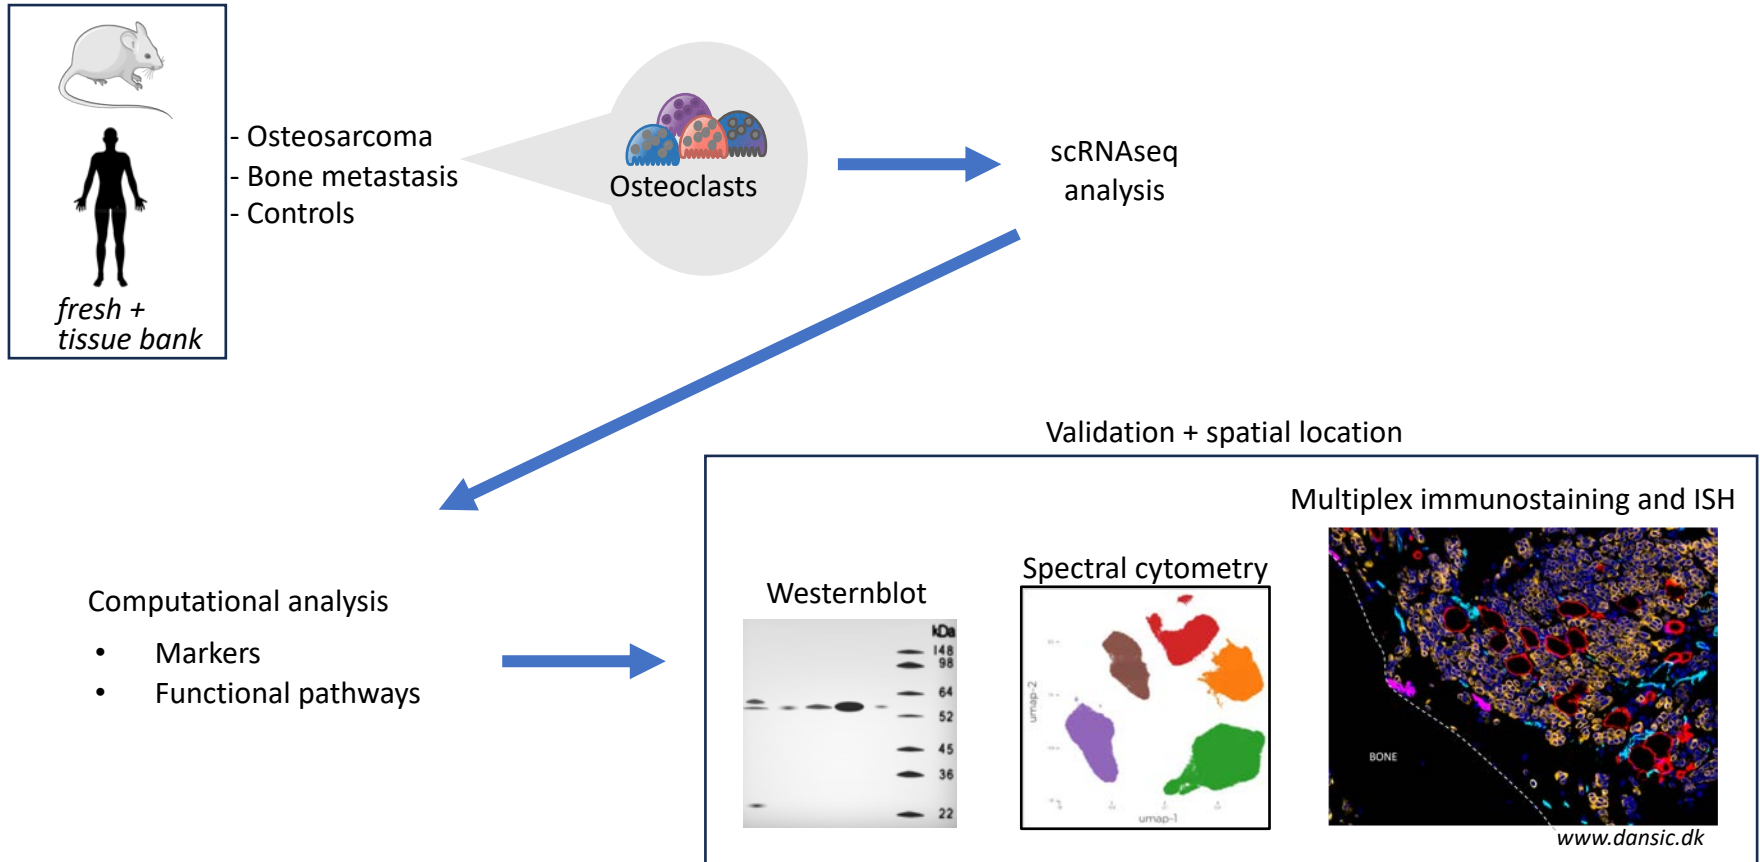 - Osteosarcoma
- Bone metastasis
- Controls
fresh +
tissue bank
Osteoclasts
scRNAseq
analysis
Computational analysis
• Markers
• Functional pathways
Validation + spatial location
Westernblot
kDa
148
98
64
52
45
36
22
Spectral cytometry
umap-2
umap-1
Multiplex immunostaining and ISH
BONE
www.dansic.dk